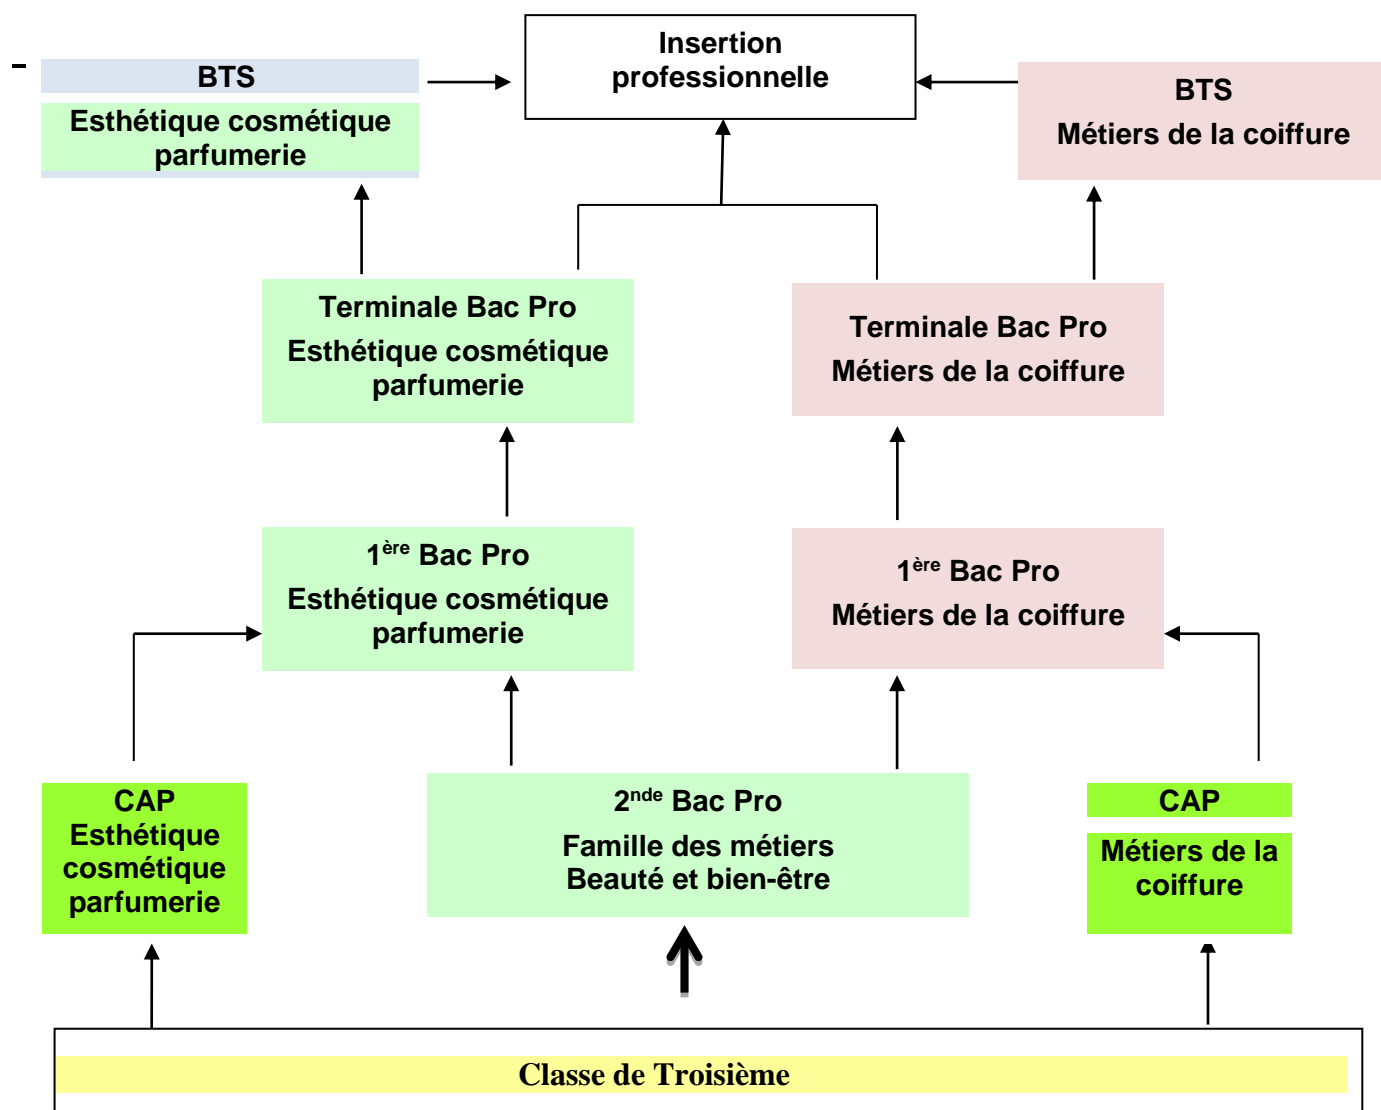 -
Insertion
professionnelle
BTS
Esthétique cosmétique
parfumerie
BTS
Métiers de la coiffure
Terminale Bac Pro
Esthétique cosmétique
parfumerie
Terminale Bac Pro
Métiers de la coiffure
1ère Bac Pro
Esthétique cosmétique
parfumerie
1ère Bac Pro
Métiers de la coiffure
CAP
Esthétique
cosmétique
parfumerie
2nde Bac Pro
Famille des métiers
Beauté et bien-être
CAP
Métiers de la
coiffure
Classe de Troisième